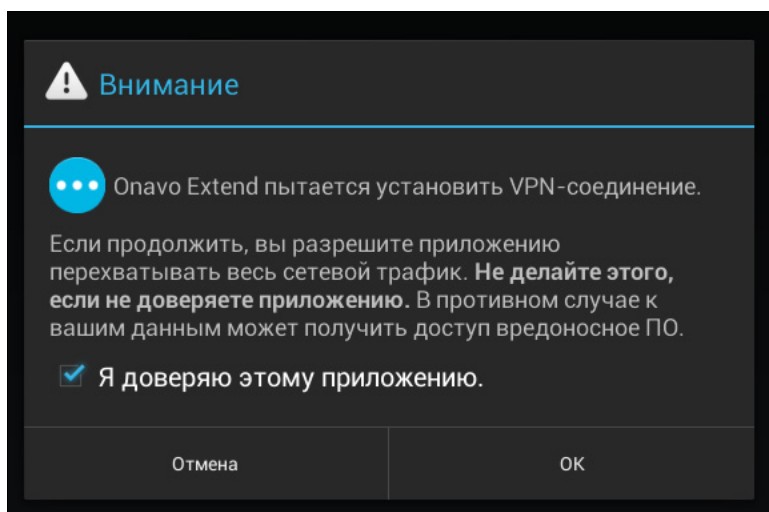 Внимание
Onavo Extend пытается установить VPN-соединение.
Если продолжить, вы разрешите приложению
перехватывать весь сетевой трафик. Не делайте этого,
если не доверяете приложению. В противном случае к
вашим данным может получить доступ вредоносное ПО.
Я доверяю этому приложению.
Отмена
ОК